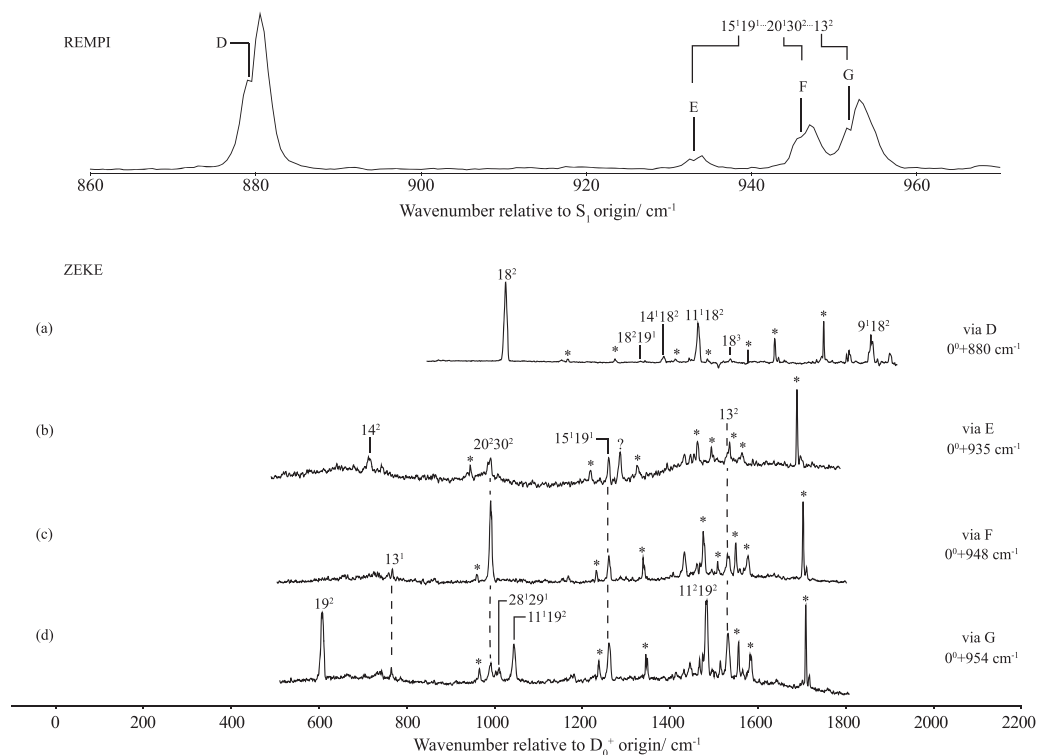 REMPI
15¹19¹...20¹30²...13²
D
E
F
G
860 880 900 920 940 960
Wavenumber relative to S₁ origin/ cm⁻¹
ZEKE
(a)
18²
*
*
18²19¹
14¹18²
*
11¹18²
*
18³
*
*
*
9¹18²
via D
0⁰+880 cm⁻¹
(b)
14²
*
20²30²
*
15¹19¹
?
*
*
*
13²
*
*
*
via E
0⁰+935 cm⁻¹
(c)
13¹
*
*
*
*
*
*
*
*
via F
0⁰+948 cm⁻¹
(d)
19²
*
28¹29¹
11¹19²
*
*
11²19²
*
*
*
via G
0⁰+954 cm⁻¹
0 200 400 600 800 1000 1200 1400 1600 1800 2000 2200
Wavenumber relative to D₀⁺ origin/ cm⁻¹